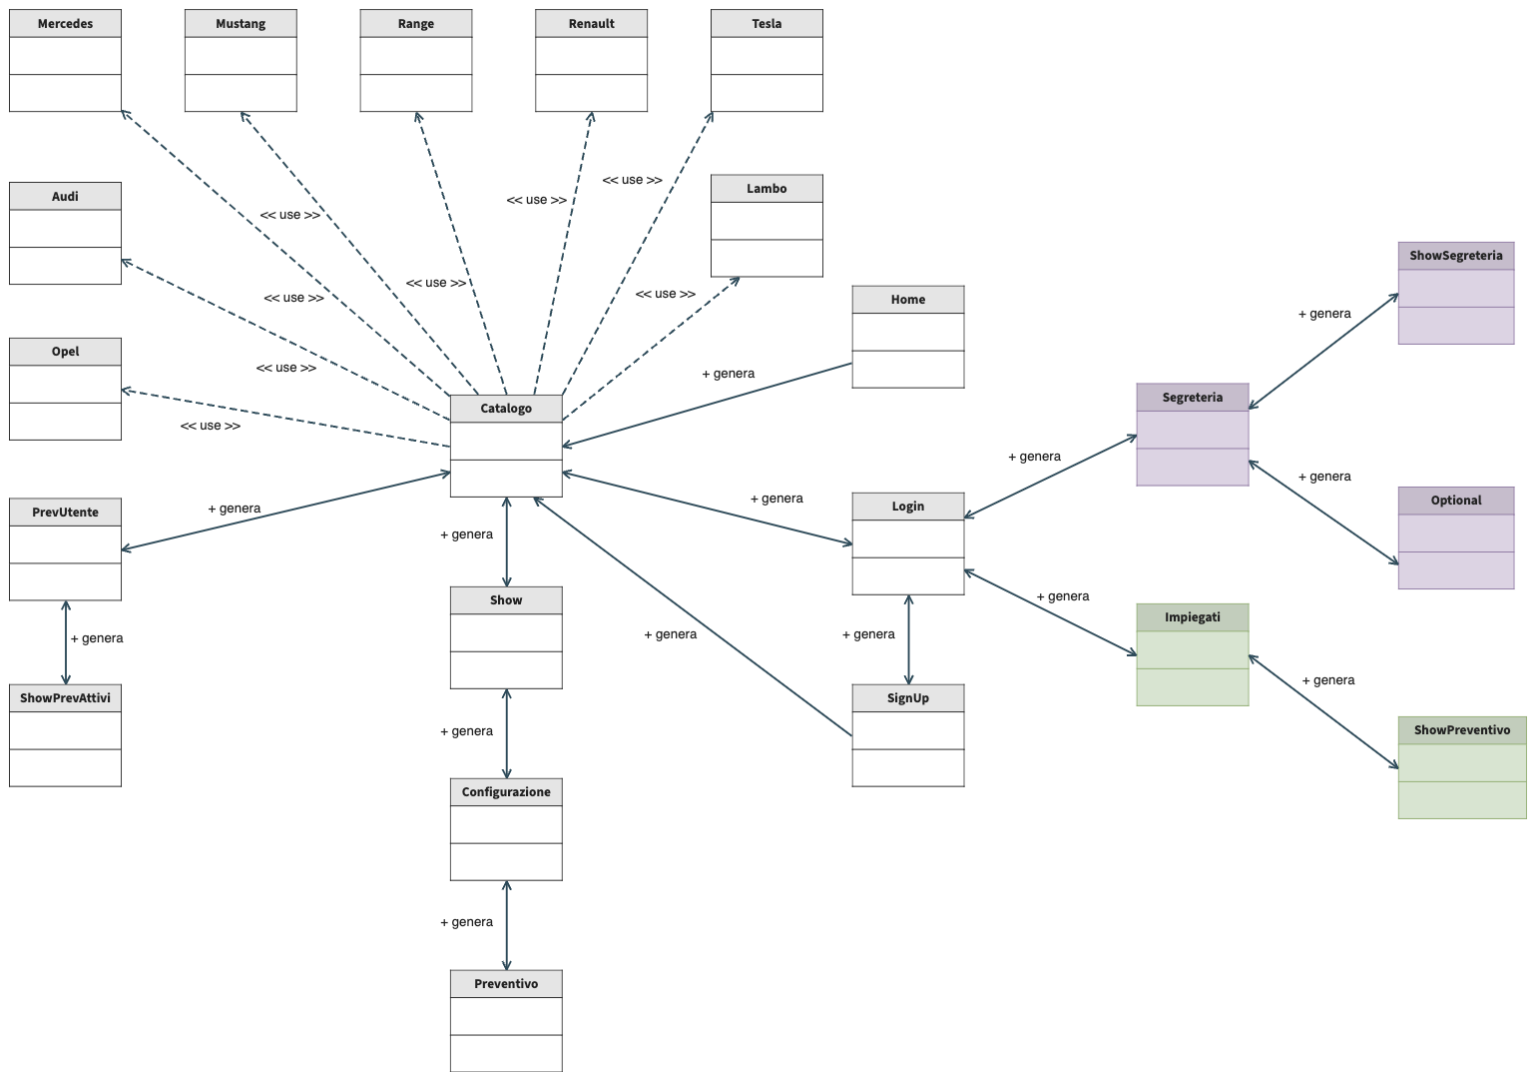 Mercedes
Mustang
Range
Renault
Tesla
Audi
Lambo
<< use >>
<< use >>
<< use >>
<< use >>
<< use >>
<< use >>
<< use >>
<< use >>
Opel
Home
Catalogo
+ genera
ShowSegreteria
+ genera
Segreteria
+ genera
+ genera
Optional
PrevUtente
+ genera
+ genera
+ genera
Login
+ genera
Show
+ genera
Impiegati
+ genera
+ genera
+ genera
+ genera
ShowPrevAttivi
SignUp
ShowPreventivo
+ genera
Configurazione
+ genera
Preventivo